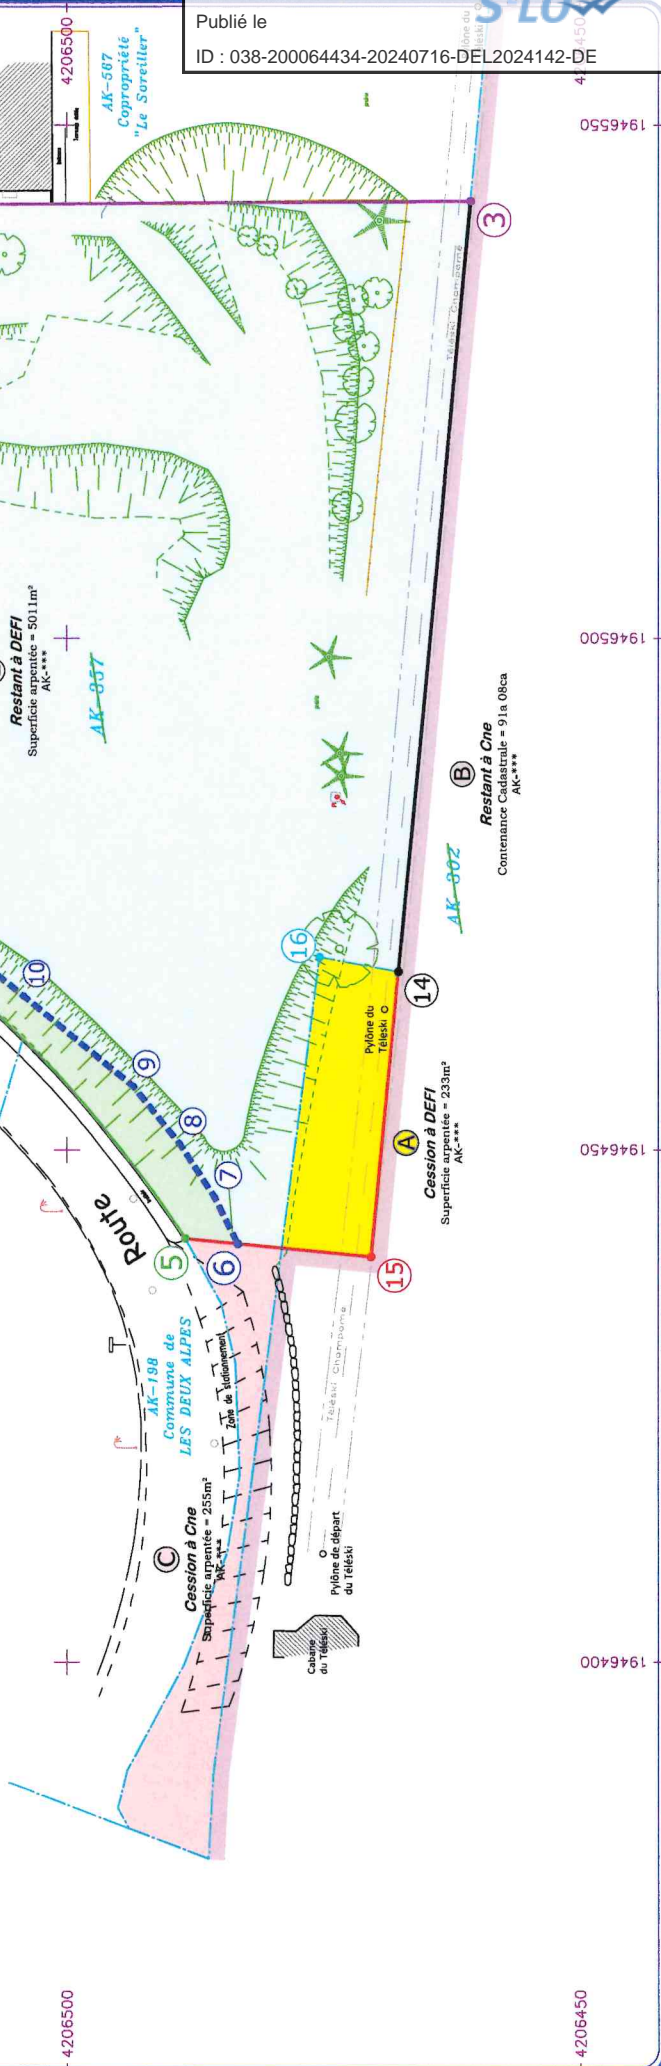 Publié le
ID : 038-200064434-20240716-DEL2024142-DE
S²LO
4206500
AK-567
Copropriété
"Le Soreiller"
1946550
3
Téléski Champamé
Restant à DEFI
Superficie arpentée = 5011m²
AK-***
AK-357
1946500
B
Restant à Cne
Contenance Cadastrale = 91a 08ca
AK-***
AK-302
10
16
14
9
8
7
Pylône du
Téléski
A
Cession à DEFI
Superficie arpentée = 233m²
AK-***
1946450
Route
5
6
15
AK-198
Commune de
LES DEUX ALPES
Zone de stationnement
Téléski Champamé
C
Cession à Cne
Superficie arpentée = 255m²
AK-***
Pylône de départ
du Téléski
Cabane
du Téléski
1946400
4206500
4206450